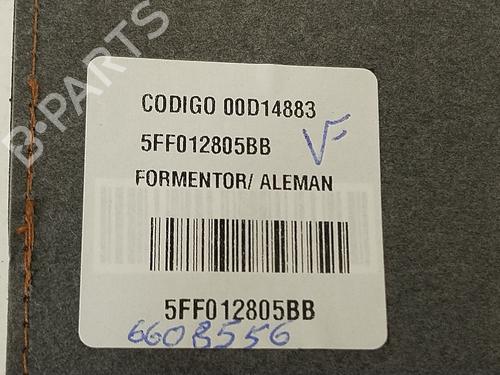 B-PARTS
CODIGO 00D14883
5FF012805BB
FORMENTOR/ ALEMAN
5FF012805BB
6608556